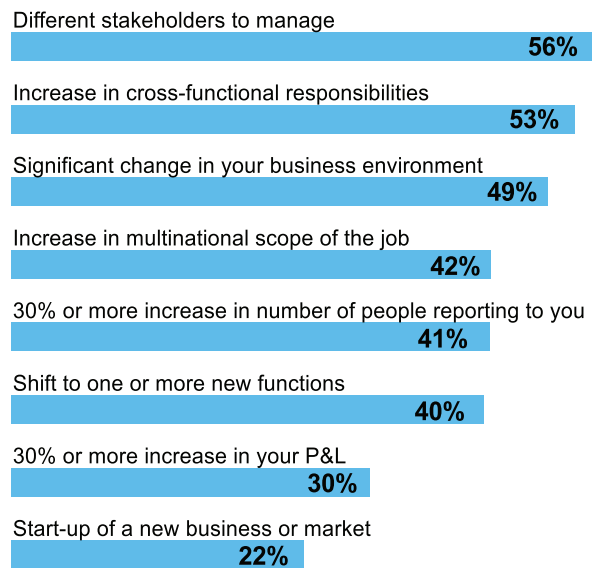 Different stakeholders to manage
56%
Increase in cross-functional responsibilities
53%
Significant change in your business environment
49%
Increase in multinational scope of the job
42%
30% or more increase in number of people reporting to you
41%
Shift to one or more new functions
40%
30% or more increase in your P&L
30%
Start-up of a new business or market
22%